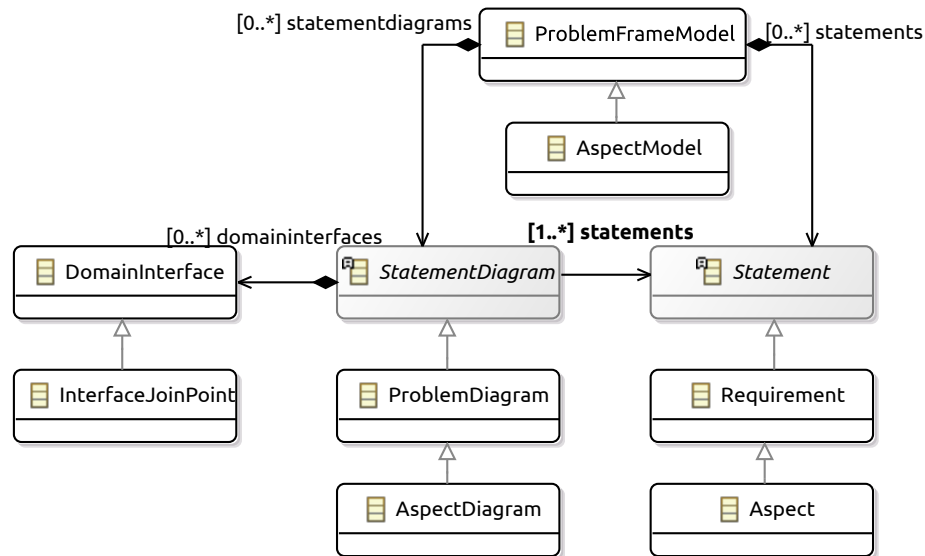 [0..*] statementdiagrams
ProblemFrameModel
[0..*] statements
AspectModel
[0..*] domaininterfaces
[1..*] statements
DomainInterface
StatementDiagram
Statement
InterfaceJoinPoint
ProblemDiagram
Requirement
AspectDiagram
Aspect